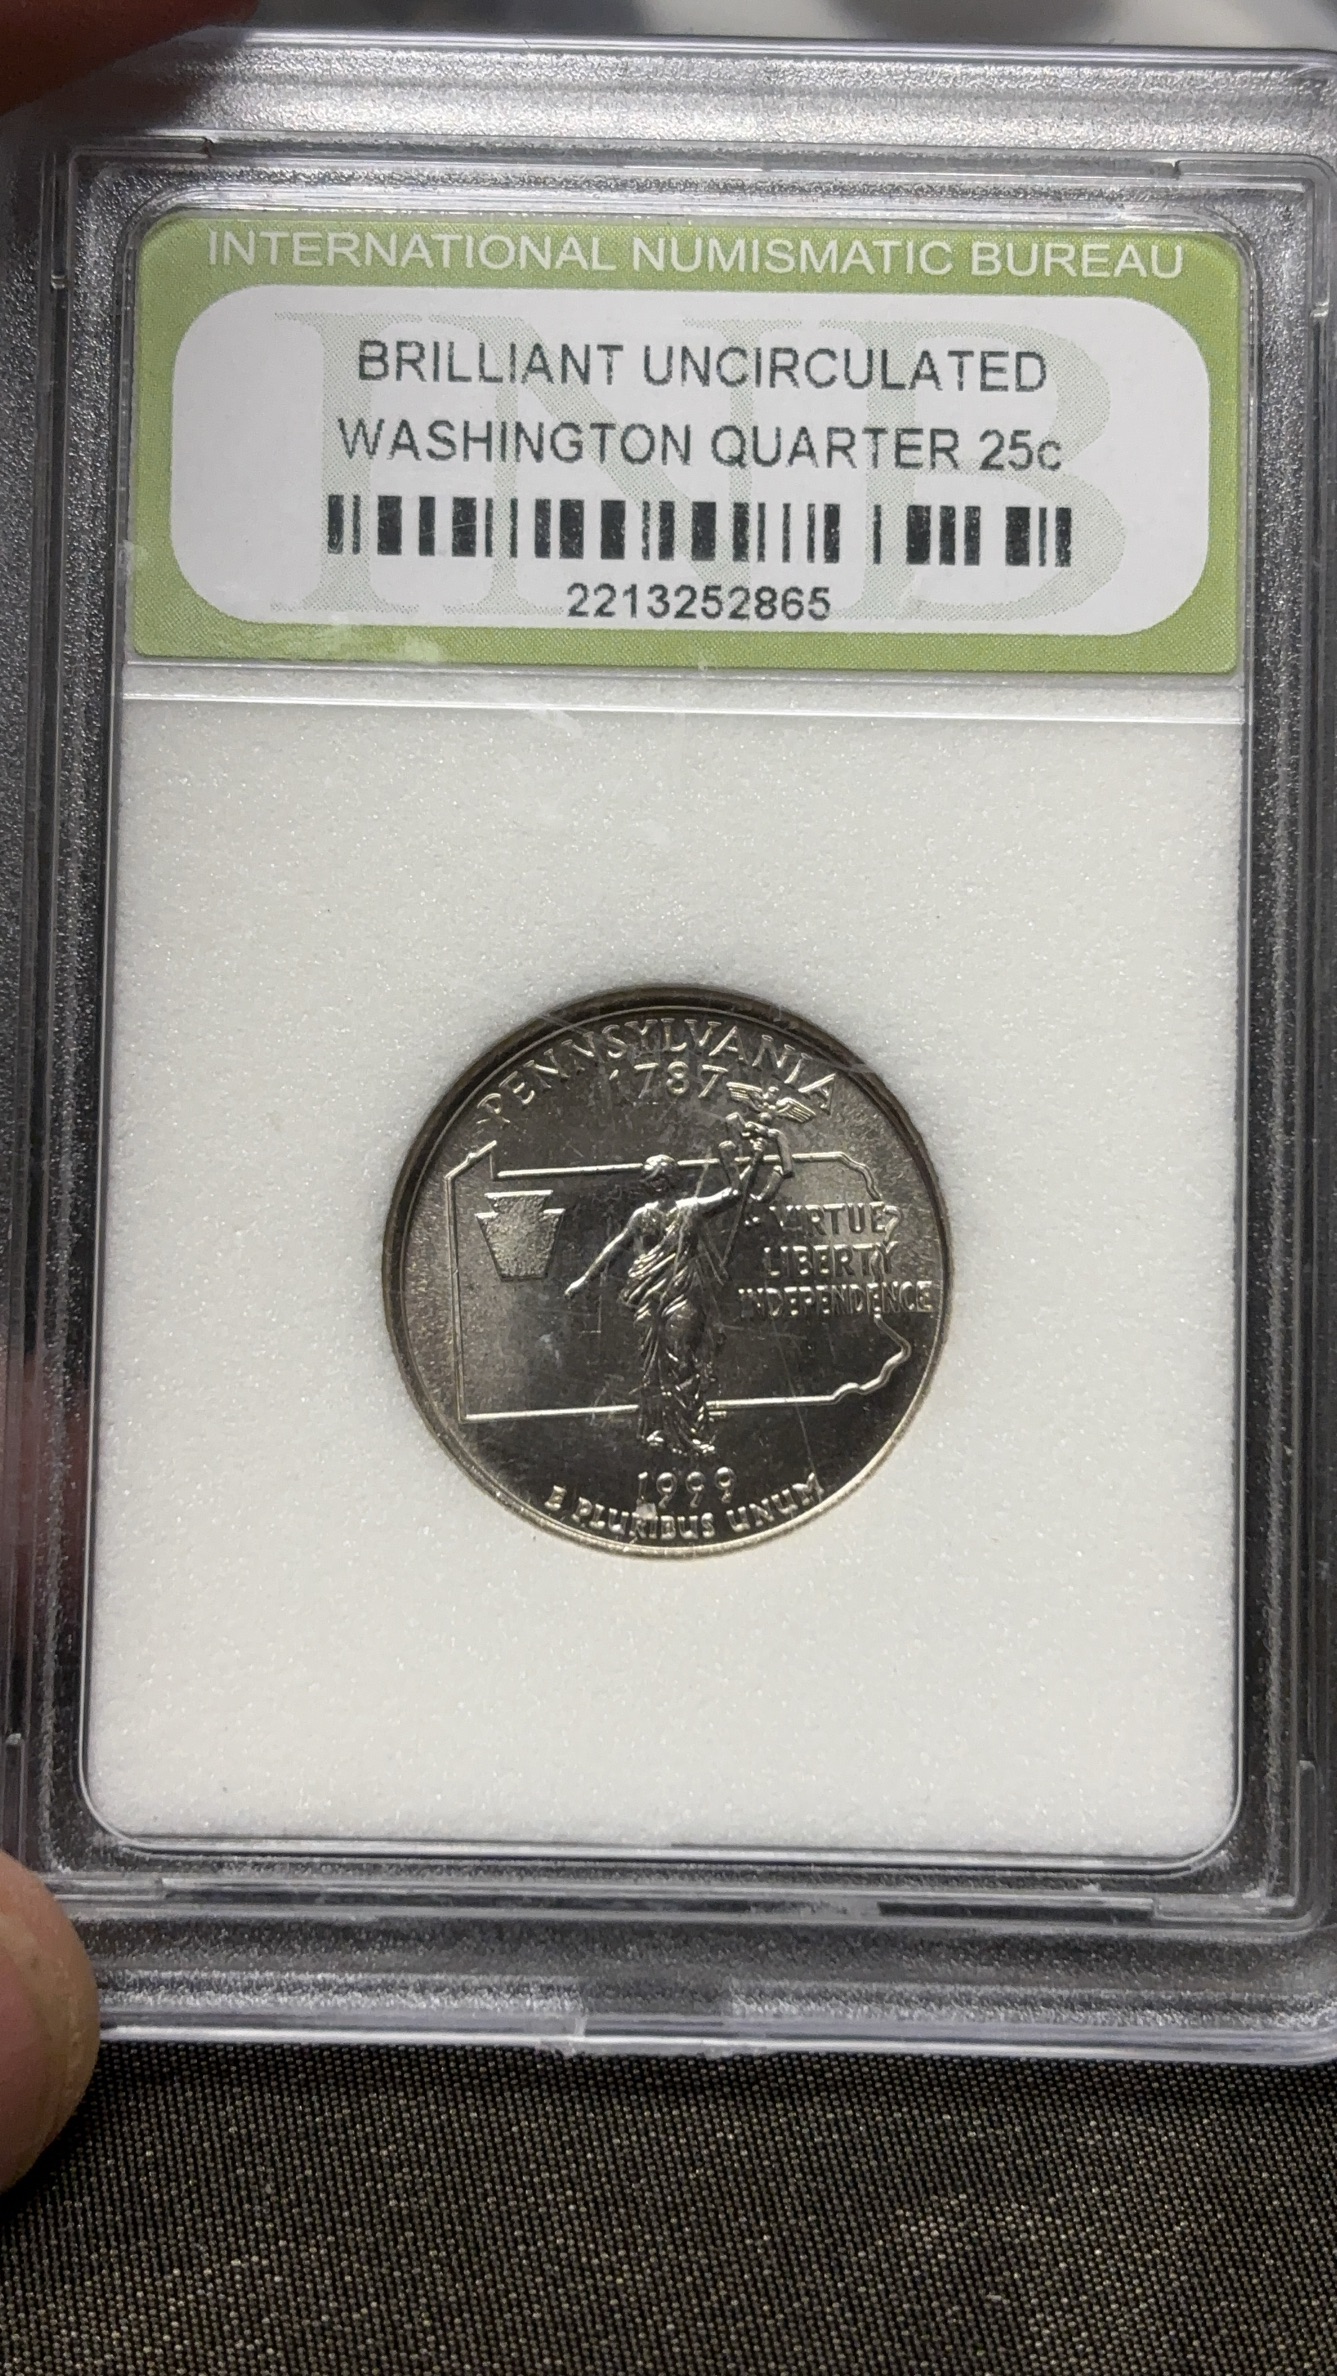 INTERNATIONAL NUMISMATIC BUREAU
INB
BRILLIANT UNCIRCULATED
WASHINGTON QUARTER 25c
2213252865
PENNSYLVANIA
1787
VIRTUE
LIBERTY
INDEPENDENCE
1999
E PLURIBUS UNUM